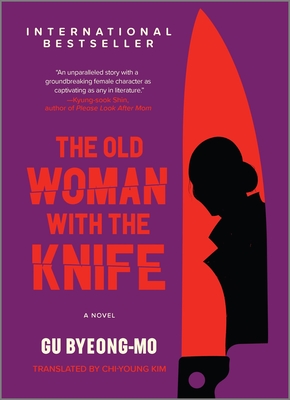 INTERNATIONAL
BESTSELLER
"An unparalleled story with a
groundbreaking female character as
captivating as any in literature."
—Kyung-sook Shin,
author of Please Look After Mom
THE OLD
WOMAN
WITH THE
KNIFE
A NOVEL
GU BYEONG-MO
TRANSLATED BY CHI-YOUNG KIM